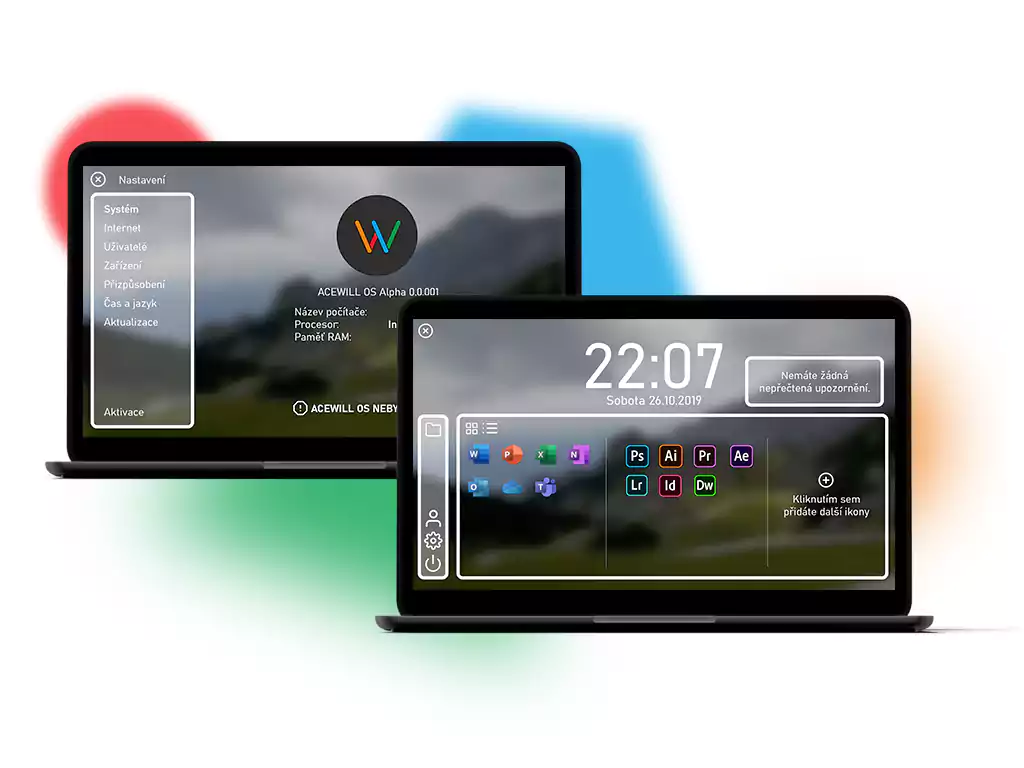 Nastavení
Systém
Internet
Uživatelé
Zařízení
Přizpůsobení
Čas a jazyk
Aktualizace
Aktivace
ACEWILL OS Alpha 0.0.001
Název počítače:
Procesor: In
Paměť RAM:
ACEWILL OS NEBY
22:07
Sobota 26.10.2019
Nemáte žádná
nepřečtená upozornění.
W P X N
O T
Ps Ai Pr Ae
Lr Id Dw
Kliknutím sem
přidáte další ikony